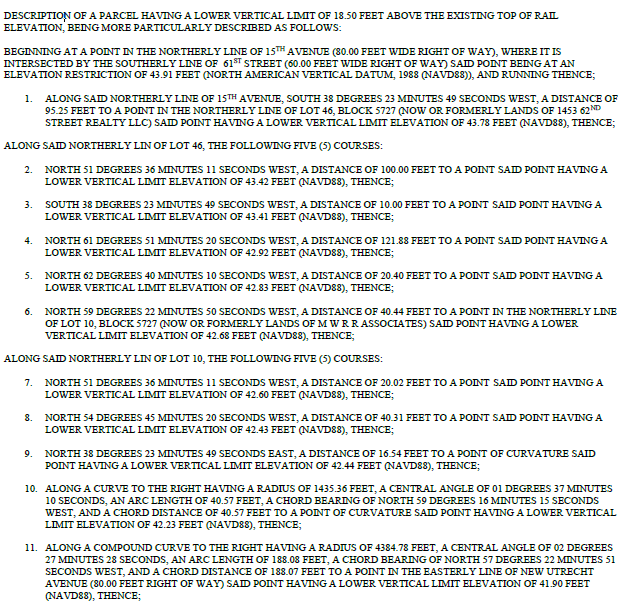 DESCRIPTION OF A PARCEL HAVING A LOWER VERTICAL LIMIT OF 18.50 FEET ABOVE THE EXISTING TOP OF RAIL
ELEVATION, BEING MORE PARTICULARLY DESCRIBED AS FOLLOWS:
BEGINNING AT A POINT IN THE NORTHERLY LINE OF 15TH AVENUE (80.00 FEET WIDE RIGHT OF WAY), WHERE IT IS
INTERSECTED BY THE SOUTHERLY LINE OF 61ST STREET (60.00 FEET WIDE RIGHT OF WAY) SAID POINT BEING AT AN
ELEVATION RESTRICTION OF 43.91 FEET (NORTH AMERICAN VERTICAL DATUM, 1988 (NAVD88)), AND RUNNING THENCE;
1. ALONG SAID NORTHERLY LINE OF 15TH AVENUE, SOUTH 38 DEGREES 23 MINUTES 49 SECONDS WEST, A DISTANCE OF
95.25 FEET TO A POINT IN THE NORTHERLY LINE OF LOT 46, BLOCK 5727 (NOW OR FORMERLY LANDS OF 1453 62ND
STREET REALTY LLC) SAID POINT HAVING A LOWER VERTICAL LIMIT ELEVATION OF 43.78 FEET (NAVD88), THENCE;
ALONG SAID NORTHERLY LIN OF LOT 46, THE FOLLOWING FIVE (5) COURSES:
2. NORTH 51 DEGREES 36 MINUTES 11 SECONDS WEST, A DISTANCE OF 100.00 FEET TO A POINT SAID POINT HAVING A
LOWER VERTICAL LIMIT ELEVATION OF 43.42 FEET (NAVD88), THENCE;
3. SOUTH 38 DEGREES 23 MINUTES 49 SECONDS WEST, A DISTANCE OF 10.00 FEET TO A POINT SAID POINT HAVING A
LOWER VERTICAL LIMIT ELEVATION OF 43.41 FEET (NAVD88), THENCE;
4. NORTH 61 DEGREES 51 MINUTES 20 SECONDS WEST, A DISTANCE OF 121.88 FEET TO A POINT SAID POINT HAVING A
LOWER VERTICAL LIMIT ELEVATION OF 42.92 FEET (NAVD88), THENCE;
5. NORTH 62 DEGREES 40 MINUTES 10 SECONDS WEST, A DISTANCE OF 20.40 FEET TO A POINT SAID POINT HAVING A
LOWER VERTICAL LIMIT ELEVATION OF 42.83 FEET (NAVD88), THENCE;
6. NORTH 59 DEGREES 22 MINUTES 50 SECONDS WEST, A DISTANCE OF 40.44 FEET TO A POINT IN THE NORTHERLY LINE
OF LOT 10, BLOCK 5727 (NOW OR FORMERLY LANDS OF M W R R ASSOCIATES) SAID POINT HAVING A LOWER
VERTICAL LIMIT ELEVATION OF 42.68 FEET (NAVD88), THENCE;
ALONG SAID NORTHERLY LIN OF LOT 10, THE FOLLOWING FIVE (5) COURSES:
7. NORTH 51 DEGREES 36 MINUTES 11 SECONDS WEST, A DISTANCE OF 20.02 FEET TO A POINT SAID POINT HAVING A
LOWER VERTICAL LIMIT ELEVATION OF 42.60 FEET (NAVD88), THENCE;
8. NORTH 54 DEGREES 45 MINUTES 20 SECONDS WEST, A DISTANCE OF 40.31 FEET TO A POINT SAID POINT HAVING A
LOWER VERTICAL LIMIT ELEVATION OF 42.43 FEET (NAVD88), THENCE;
9. NORTH 38 DEGREES 23 MINUTES 49 SECONDS EAST, A DISTANCE OF 16.54 FEET TO A POINT OF CURVATURE SAID
POINT HAVING A LOWER VERTICAL LIMIT ELEVATION OF 42.44 FEET (NAVD88), THENCE;
10. ALONG A CURVE TO THE RIGHT HAVING A RADIUS OF 1435.36 FEET, A CENTRAL ANGLE OF 01 DEGREES 37 MINUTES
10 SECONDS, AN ARC LENGTH OF 40.57 FEET, A CHORD BEARING OF NORTH 59 DEGREES 16 MINUTES 15 SECONDS
WEST, AND A CHORD DISTANCE OF 40.57 FEET TO A POINT OF CURVATURE SAID POINT HAVING A LOWER VERTICAL
LIMIT ELEVATION OF 42.23 FEET (NAVD88), THENCE;
11. ALONG A COMPOUND CURVE TO THE RIGHT HAVING A RADIUS OF 4384.78 FEET, A CENTRAL ANGLE OF 02 DEGREES
27 MINUTES 28 SECONDS, AN ARC LENGTH OF 188.08 FEET, A CHORD BEARING OF NORTH 57 DEGREES 22 MINUTES 51
SECONDS WEST, AND A CHORD DISTANCE OF 188.07 FEET TO A POINT IN THE EASTERLY LINE OF NEW UTRECHT
AVENUE (80.00 FEET RIGHT OF WAY) SAID POINT HAVING A LOWER VERTICAL LIMIT ELEVATION OF 41.90 FEET
(NAVD88), THENCE;